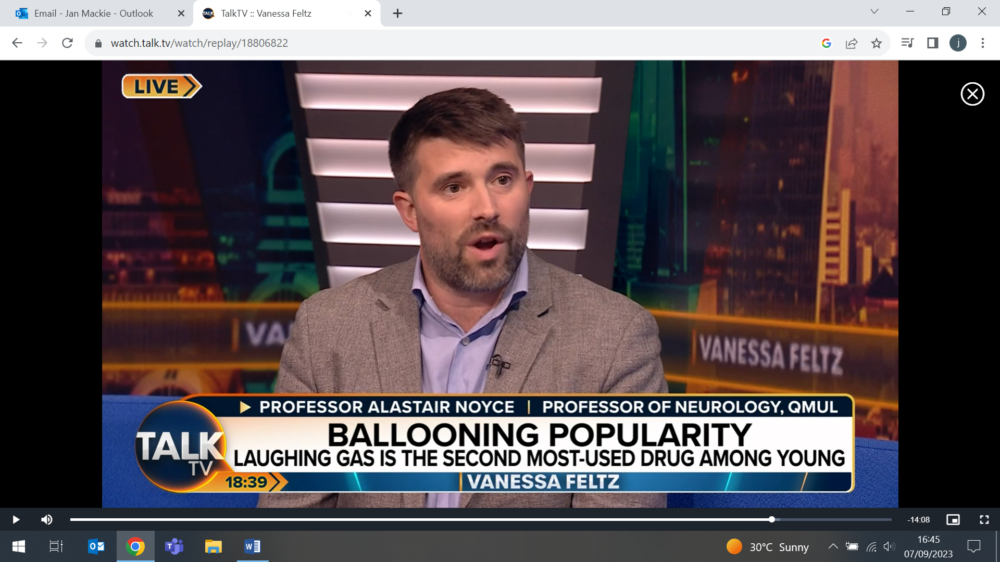 Email - Jan Mackie - Outlook
TALK
TalkTV :: Vanessa Feltz
watch.talk.tv/watch/replay/18806822
j
LIVE
VA
VANESSA FELTZ
PROFESSOR ALASTAIR NOYCE | PROFESSOR OF NEUROLOGY, QMUL
BALLOONING POPULARITY
LAUGHING GAS IS THE SECOND MOST-USED DRUG AMONG YOUNG
TALK
TV
18:39
VANESSA FELTZ
-14:08
30°C Sunny
16:45
07/09/2023